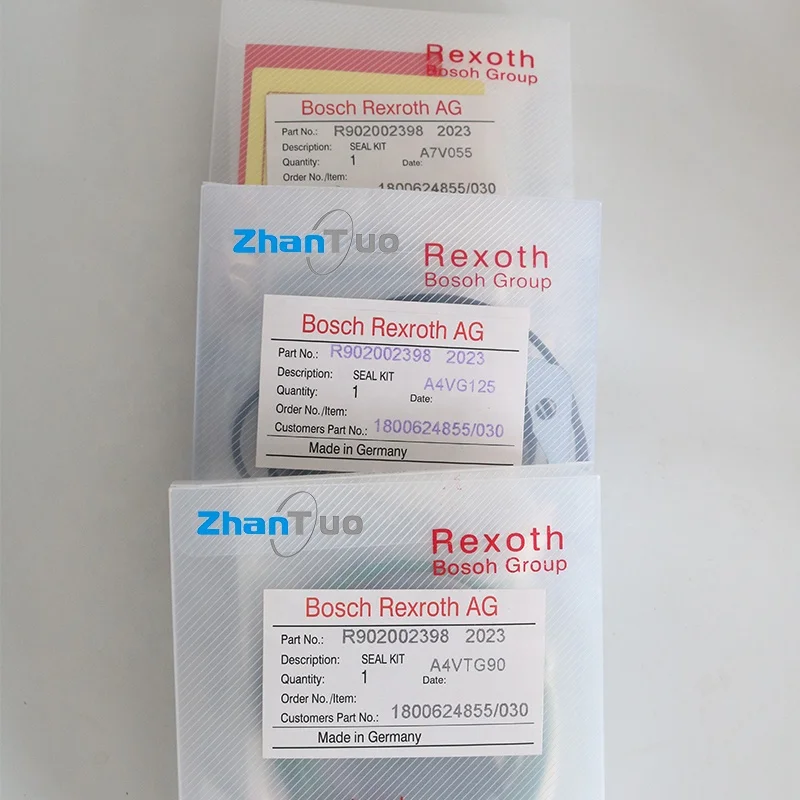 Rexoth
Bosoh Group
Bosch Rexroth AG
Part No.: R902002398 2023
Description: SEAL KIT A7V055
Quantity: 1 Date:
Order No./Item:
1800624855/030
ZhanTuo
Rexoth
Bosoh Group
Bosch Rexroth AG
Part No.: R902002398 2023
Description: SEAL KIT A4VG125
Quantity: 1 Date:
Order No./Item:
Customers Part No.: 1800624855/030
Made in Germany
ZhanTuo
Rexoth
Bosoh Group
Bosch Rexroth AG
Part No.: R902002398 2023
Description: SEAL KIT A4VTG90
Quantity: 1 Date:
Order No./Item:
Customers Part No.: 1800624855/030
Made in Germany